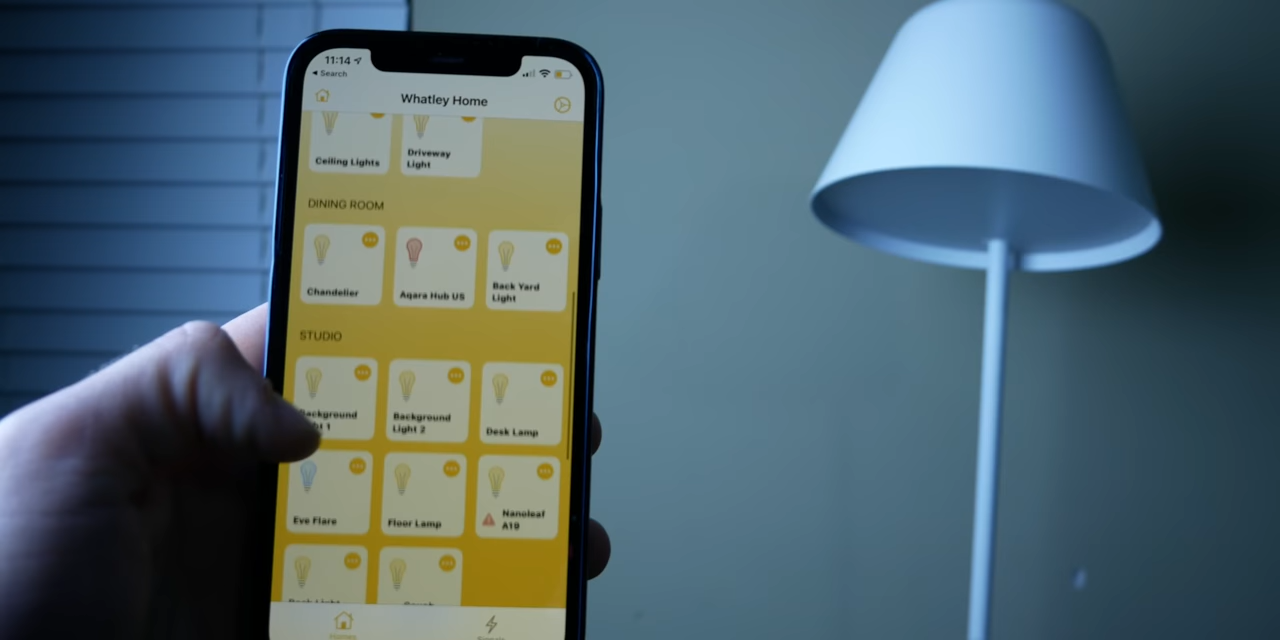 11:14
Search
Whatley Home
Ceiling Lights
Driveway
Light
DINING ROOM
Chandelier
Aqara Hub US
Back Yard
Light
STUDIO
Background
Light 2
Desk Lamp
Eve Flare
Floor Lamp
Nanoleaf
A19
Homes